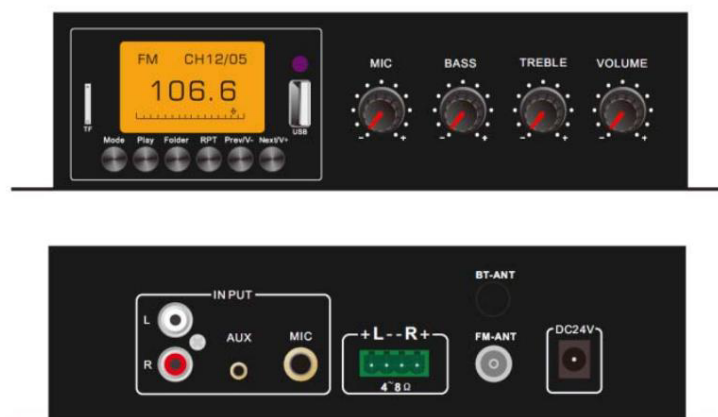 FM CH12/05
106.6
TF
USB
Mode Play Folder RPT Prev/V- Next/V+
MIC BASS TREBLE VOLUME
- + - + - + - +
BT-ANT
INPUT
L
R
AUX MIC
+L--R+
4~8Ω
FM-ANT
DC24V